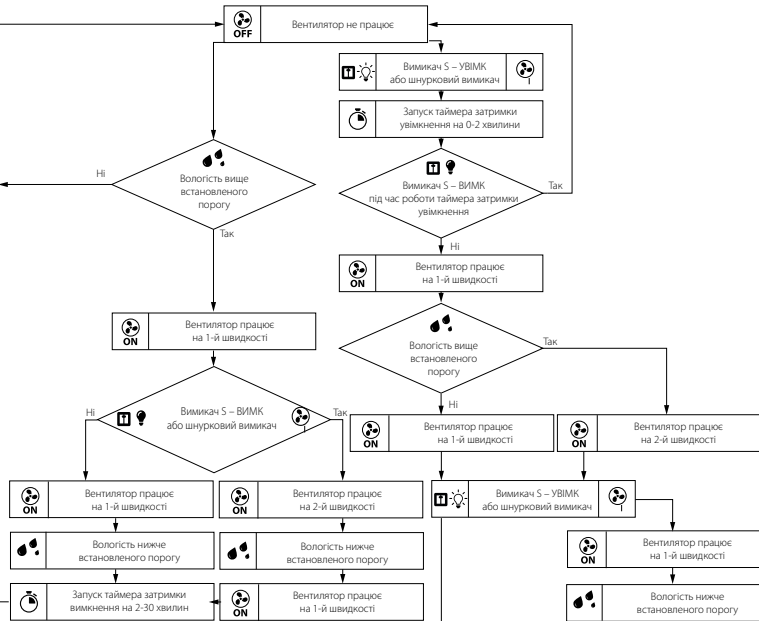 OFF
Вентилятор не працює
Вимикач S – УВІМК
або шнурковий вимикач
Запуск таймера затримки
увімкнення на 0-2 хвилини
Ні
Вологість вище
встановленого
порогу
Так
Вимикач S – ВИМК
під час роботи таймера затримки
увімкнення
Так
Ні
ON
Вентилятор працює
на 1-й швидкості
ON
Вентилятор працює
на 1-й швидкості
Вологість вище
встановленого
порогу
Так
Ні
Ні
Вимикач S – ВИМК
або шнурковий вимикач
Так
ON
Вентилятор працює
на 1-й швидкості
ON
Вентилятор працює
на 2-й швидкості
ON
Вентилятор працює
на 1-й швидкості
ON
Вентилятор працює
на 2-й швидкості
Вимикач S – УВІМК
або шнурковий вимикач
Вологість нижче
встановленого порогу
Вологість нижче
встановленого порогу
ON
Вентилятор працює
на 1-й швидкості
Запуск таймера затримки
вимкнення на 2-30 хвилин
ON
Вентилятор працює
на 1-й швидкості
Вологість нижче
встановленого порогу